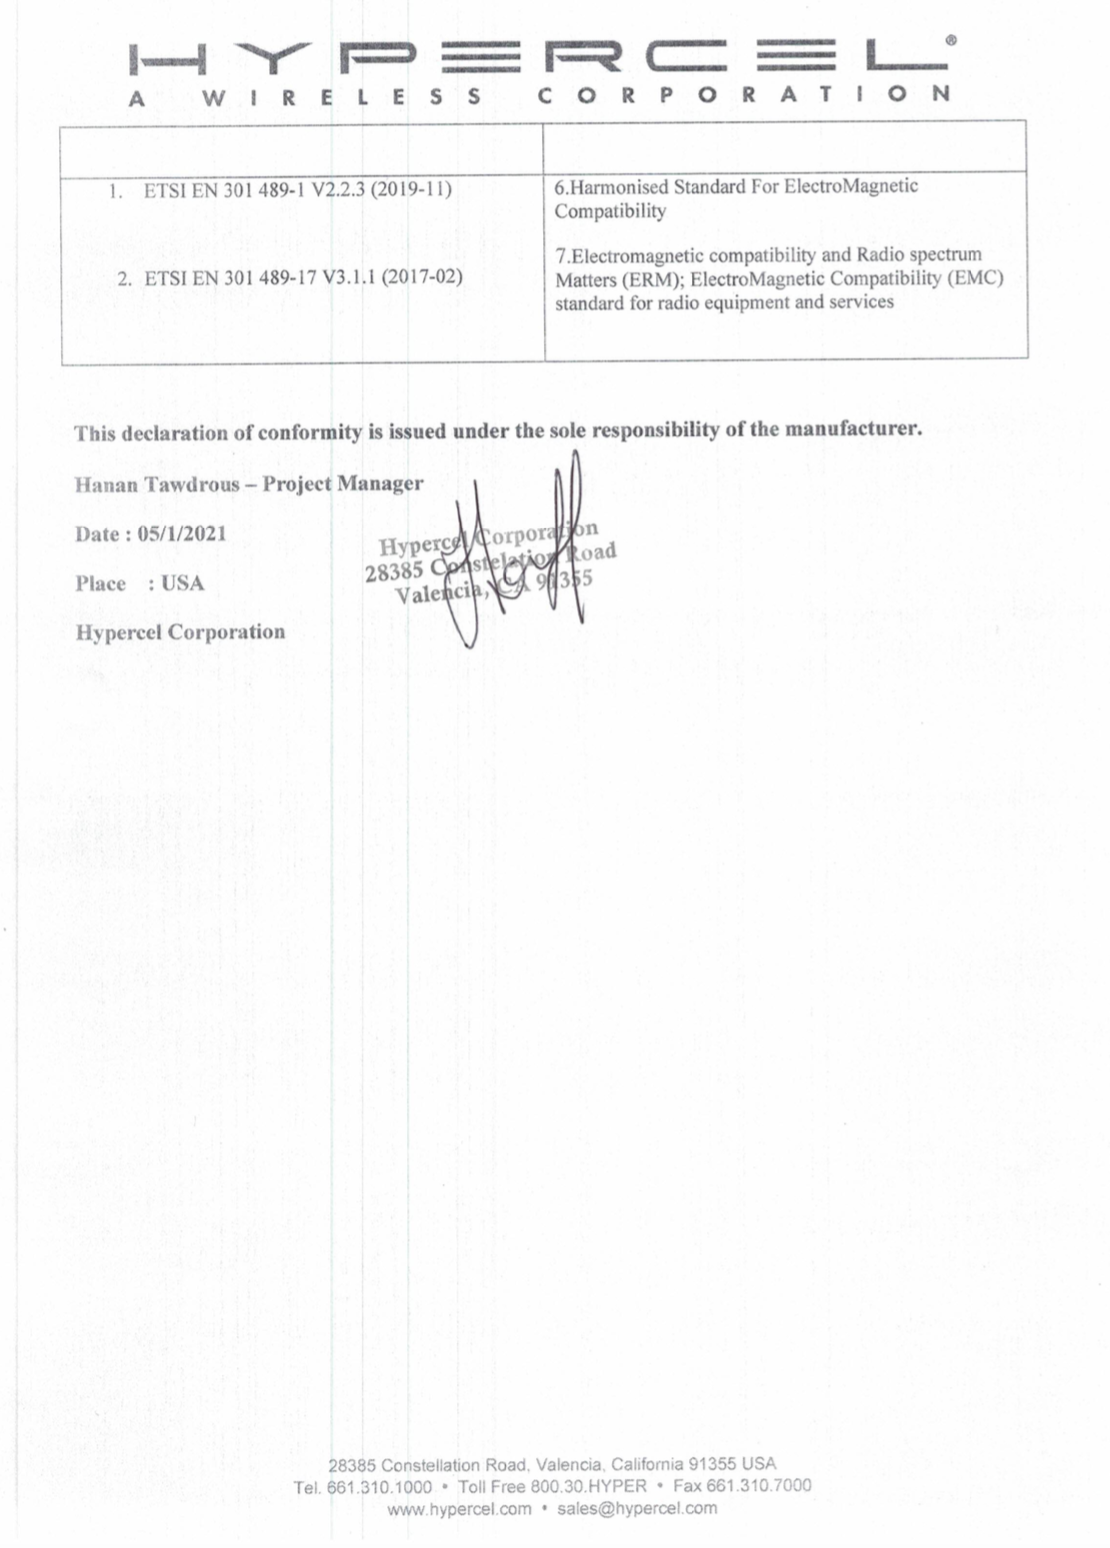 HYPERCEL®
A WIRELESS CORPORATION
1. ETSI EN 301 489-1 V2.2.3 (2019-11)
6.Harmonised Standard For ElectroMagnetic
Compatibility
2. ETSI EN 301 489-17 V3.1.1 (2017-02)
7.Electromagnetic compatibility and Radio spectrum
Matters (ERM); ElectroMagnetic Compatibility (EMC)
standard for radio equipment and services
This declaration of conformity is issued under the sole responsibility of the manufacturer.
Hanan Tawdrous – Project Manager
Date : 05/1/2021
Place : USA
Hypercel Corporation
Hypercel Corporation
28385 Constelation Road
Valencia, CA 91355
28385 Constellation Road, Valencia, California 91355 USA
Tel. 661.310.1000 • Toll Free 800.30.HYPER • Fax 661.310.7000
www.hypercel.com • sales@hypercel.com